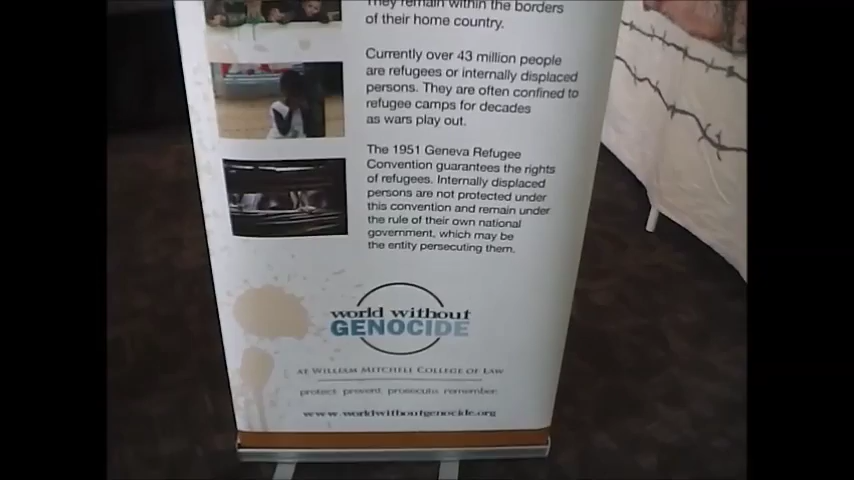 They remain within the borders
of their home country.
Currently over 43 million people
are refugees or internally displaced
persons. They are often confined to
refugee camps for decades
as wars play out.
The 1951 Geneva Refugee
Convention guarantees the rights
of refugees. Internally displaced
persons are not protected under
this convention and remain under
the rule of their own national
government, which may be
the entity persecuting them.
world without
GENOCIDE
AT WILLIAM MITCHELL COLLEGE OF LAW
protect prevent prosecute remember
www.worldwithoutgenocide.org